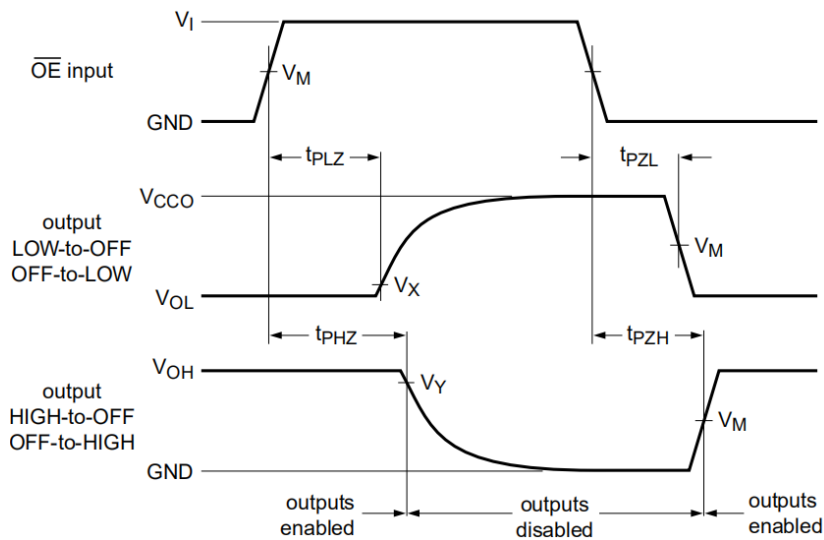 V_I
O̅E̅ input
V_M
GND
t_PLZ
t_PZL
V_CCO
output
LOW-to-OFF
OFF-to-LOW
V_M
V_X
V_OL
t_PHZ
t_PZH
V_OH
V_Y
output
HIGH-to-OFF
OFF-to-HIGH
V_M
GND
outputs
enabled
outputs
disabled
outputs
enabled